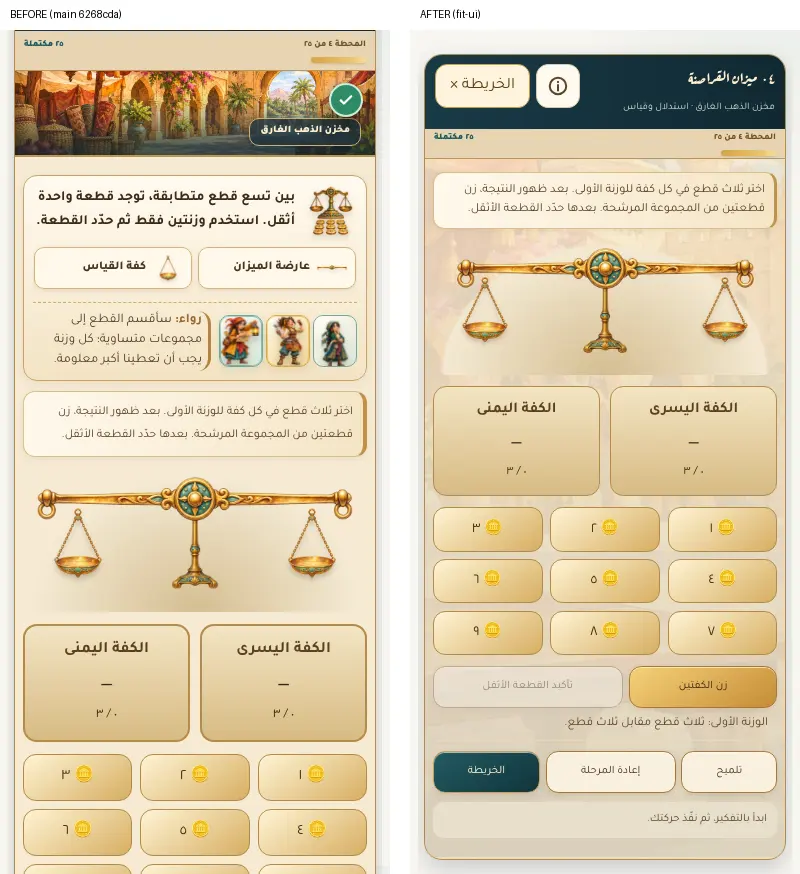 BEFORE (main 6268cda)
المحطة ٤ من ٢٥
٢٥ مكتملة
مخزن الذهب الغارق
بين تسع قطع متطابقة، توجد قطعة واحدة
أثقل. استخدم وزنتين فقط ثم حدّد القطعة.
عارضة الميزان
كفة القياس
رواء: سأقسم القطع إلى
مجموعات متساوية؛ كل وزنة
يجب أن تعطينا أكبر معلومة.
اختر ثلاث قطع في كل كفة للوزنة الأولى. بعد ظهور النتيجة، زن
قطعتين من المجموعة المرشحة. بعدها حدّد القطعة الأثقل.
الكفة اليسرى
—
٠ / ٣
الكفة اليمنى
—
٠ / ٣
🪙 ١
🪙 ٢
🪙 ٣
🪙 ٤
🪙 ٥
🪙 ٦
AFTER (fit-ui)
٠٤ ميزان القراصنة
مخزن الذهب الغارق · استدلال وقياس
الخريطة ×
المحطة ٤ من ٢٥
٢٥ مكتملة
اختر ثلاث قطع في كل كفة للوزنة الأولى. بعد ظهور النتيجة، زن
قطعتين من المجموعة المرشحة. بعدها حدّد القطعة الأثقل.
الكفة اليسرى
—
٠ / ٣
الكفة اليمنى
—
٠ / ٣
🪙 ١
🪙 ٢
🪙 ٣
🪙 ٤
🪙 ٥
🪙 ٦
🪙 ٧
🪙 ٨
🪙 ٩
زن الكفتين
تأكيد القطعة الأثقل
الوزنة الأولى: ثلاث قطع مقابل ثلاث قطع.
تلميح
إعادة المرحلة
الخريطة
ابدأ بالتفكير، ثم نفّذ حركتك.